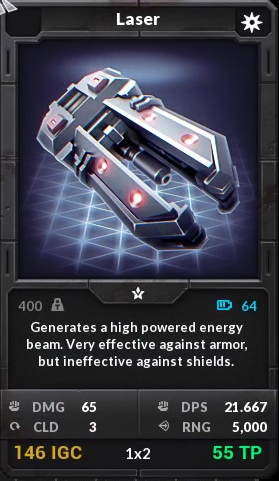 Laser
400 64
Generates a high powered energy
beam. Very effective against armor,
but ineffective against shields.
DMG 65 DPS 21.667
CLD 3 RNG 5,000
146 IGC 1x2 55 TP